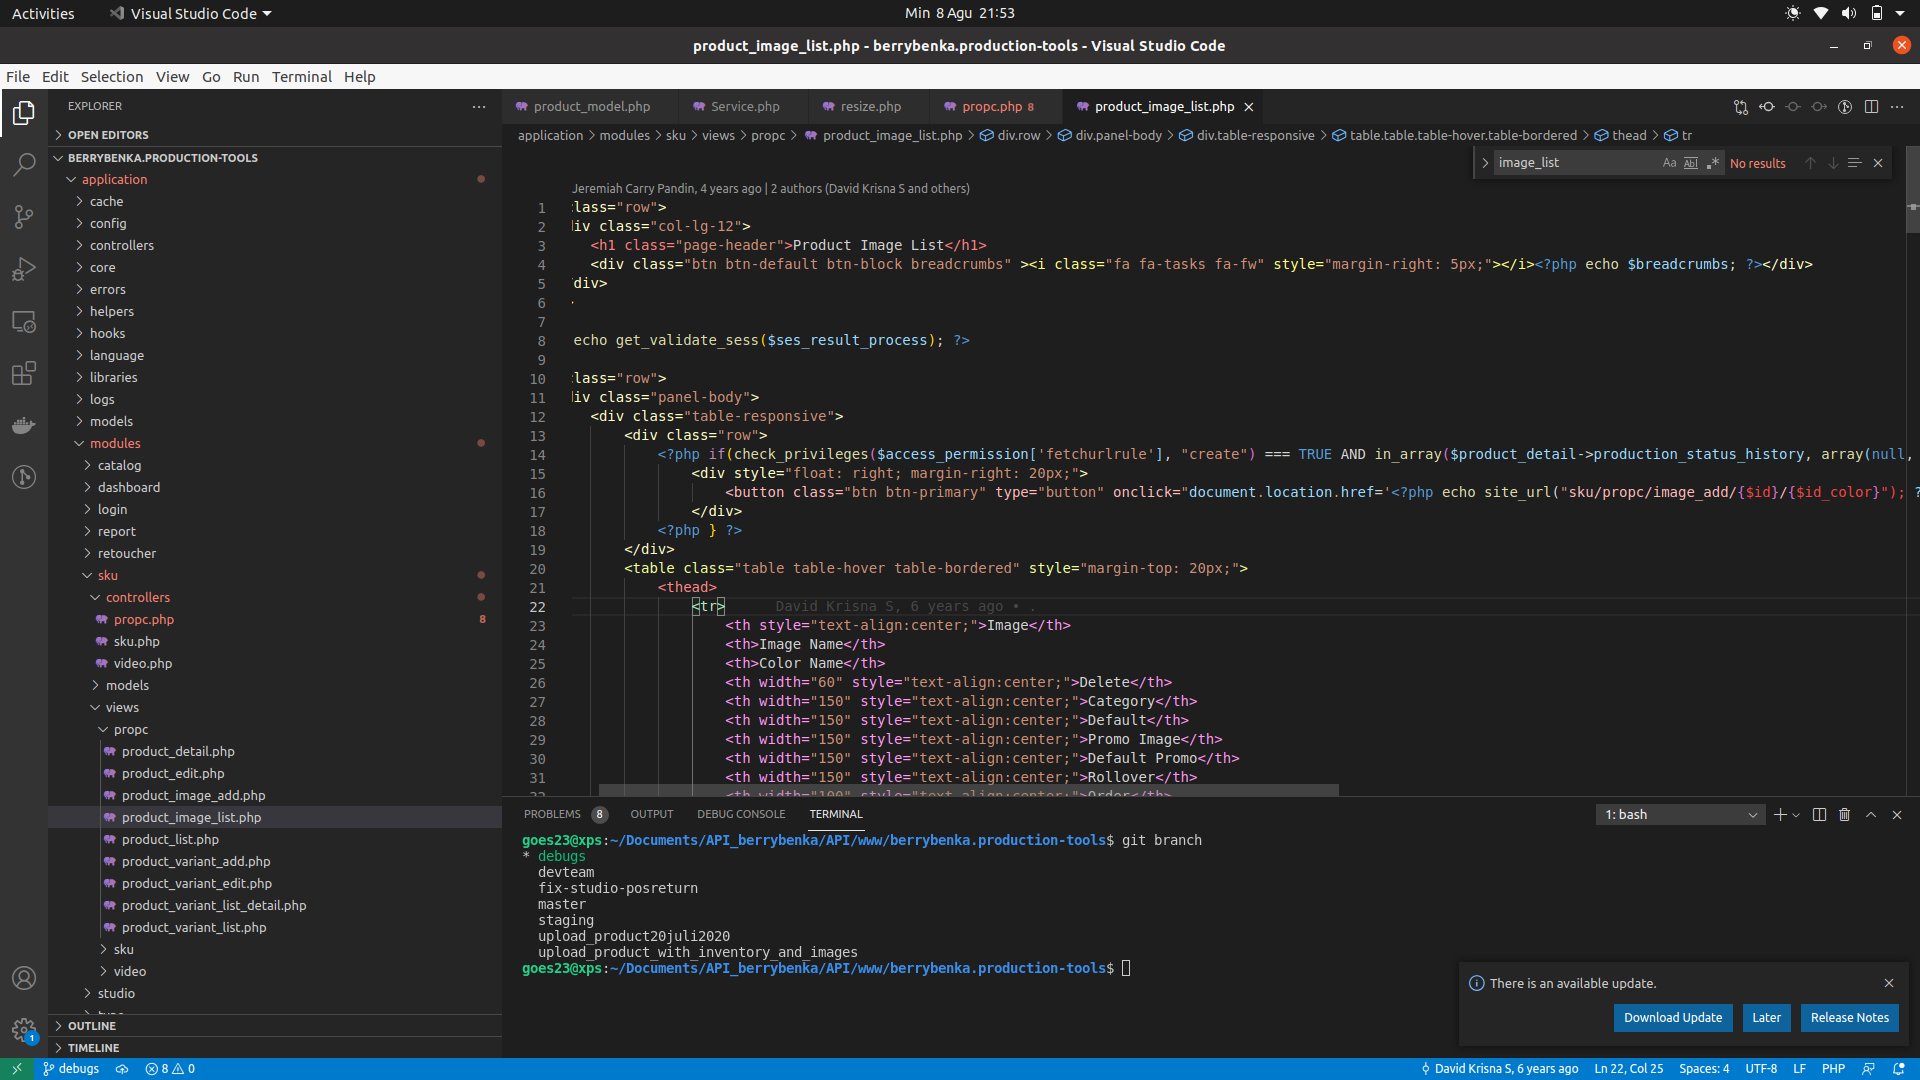 Activities
Visual Studio Code
Min 8 Agu 21:53
product_image_list.php - berrybenka.production-tools - Visual Studio Code
File Edit Selection View Go Run Terminal Help
EXPLORER
OPEN EDITORS
BERRYBENKA.PRODUCTION-TOOLS
application
cache
config
controllers
core
errors
helpers
hooks
language
libraries
logs
models
modules
catalog
dashboard
login
report
retoucher
sku
controllers
propc.php 8
sku.php
video.php
models
views
propc
product_detail.php
product_edit.php
product_image_add.php
product_image_list.php
product_list.php
product_variant_add.php
product_variant_edit.php
product_variant_list_detail.php
product_variant_list.php
sku
video
studio
OUTLINE
TIMELINE
product_model.php
Service.php
resize.php
propc.php 8
product_image_list.php
application > modules > sku > views > propc > product_image_list.php > div.row > div.panel-body > div.table-responsive > table.table.table-hover.table-bordered > thead > tr
image_list
Aa Abl .*
No results
Jeremiah Carry Pandin, 4 years ago | 2 authors (David Krisna S and others)
1 lass="row">
2 iv class="col-lg-12">
3 <h1 class="page-header">Product Image List</h1>
4 <div class="btn btn-default btn-block breadcrumbs" ><i class="fa fa-tasks fa-fw" style="margin-right: 5px;"></i><?php echo $breadcrumbs; ?></div>
5 div>
6
7
8 echo get_validate_sess($ses_result_process); ?>
9
10 lass="row">
11 iv class="panel-body">
12 <div class="table-responsive">
13 <div class="row">
14 <?php if(check_privileges($access_permission['fetchurlrule'], "create") === TRUE AND in_array($product_detail->production_status_history, array(null,
15 <div style="float: right; margin-right: 20px;">
16 <button class="btn btn-primary" type="button" onclick="document.location.href='<?php echo site_url("sku/propc/image_add/{$id}/{$id_color}"); ?
17 </div>
18 <?php } ?>
19 </div>
20 <table class="table table-hover table-bordered" style="margin-top: 20px;">
21 <thead>
22 <tr> David Krisna S, 6 years ago • .
23 <th style="text-align:center;">Image</th>
24 <th>Image Name</th>
25 <th>Color Name</th>
26 <th width="60" style="text-align:center;">Delete</th>
27 <th width="150" style="text-align:center;">Category</th>
28 <th width="150" style="text-align:center;">Default</th>
29 <th width="150" style="text-align:center;">Promo Image</th>
30 <th width="150" style="text-align:center;">Default Promo</th>
31 <th width="150" style="text-align:center;">Rollover</th>
32 <th width="100" style="text-align:center;">Order</th>
PROBLEMS 8 OUTPUT DEBUG CONSOLE TERMINAL
1: bash
goes23@xps:~/Documents/API_berrybenka/API/www/berrybenka.production-tools$ git branch
* debugs
devteam
fix-studio-posreturn
master
staging
upload_product20juli2020
upload_product_with_inventory_and_images
goes23@xps:~/Documents/API_berrybenka/API/www/berrybenka.production-tools$
There is an available update.
Download Update
Later
Release Notes
1
debugs
8 0
David Krisna S, 6 years ago
Ln 22, Col 25
Spaces: 4
UTF-8
LF
PHP